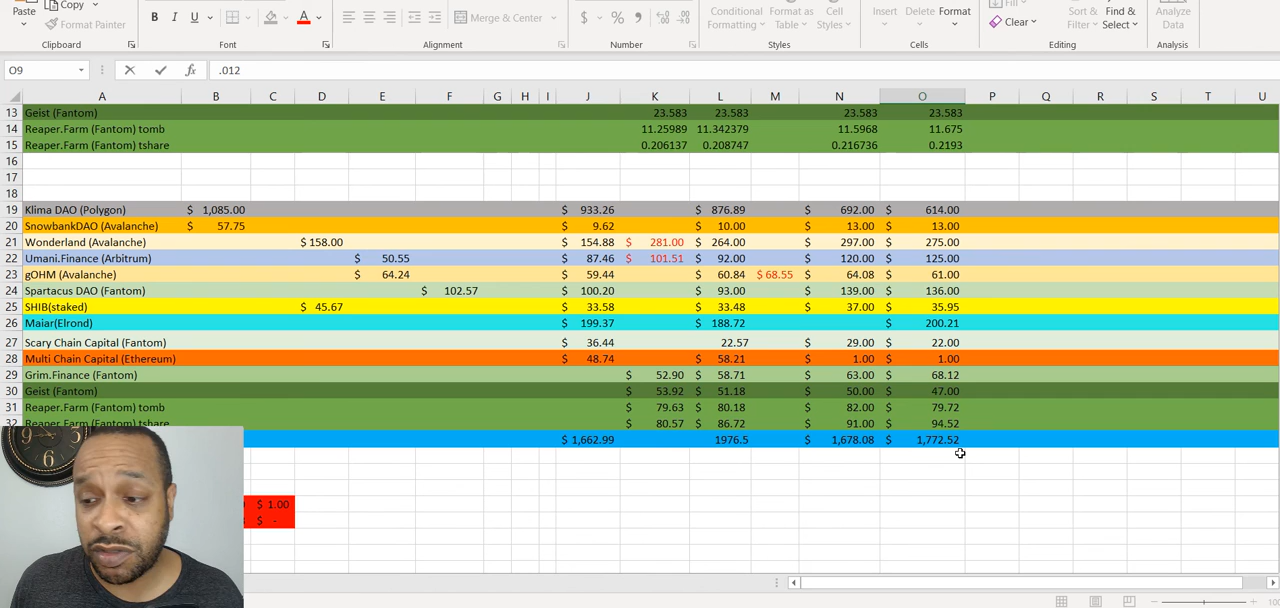 Paste Copy Format Painter B I U A $ % Merge & Center Conditional Formatting Format as Table Cell Styles Insert Delete Format Fill Clear Sort & Filter Find & Select Analyze Data
Clipboard Font Alignment Number Styles Cells Editing Analysis
O9 fx .012
A B C D E F G H I J K L M N O P Q R S T U
13 Geist (Fantom) 23.583 23.583 23.583 23.583
14 Reaper.Farm (Fantom) tomb 11.25989 11.342379 11.5968 11.675
15 Reaper.Farm (Fantom) tshare 0.206137 0.208747 0.216736 0.2193
16
17
18
19 Klima DAO (Polygon) $ 1,085.00 $ 933.26 $ 876.89 $ 692.00 $ 614.00
20 SnowbankDAO (Avalanche) $ 57.75 $ 9.62 $ 10.00 $ 13.00 $ 13.00
21 Wonderland (Avalanche) $ 158.00 $ 154.88 $ 281.00 $ 264.00 $ 297.00 $ 275.00
22 Umani.Finance (Arbitrum) $ 50.55 $ 87.46 $ 101.51 $ 92.00 $ 120.00 $ 125.00
23 gOHM (Avalanche) $ 64.24 $ 59.44 $ 60.84 $ 68.55 $ 64.08 $ 61.00
24 Spartacus DAO (Fantom) $ 102.57 $ 100.20 $ 93.00 $ 139.00 $ 136.00
25 SHIB(staked) $ 45.67 $ 33.58 $ 33.48 $ 37.00 $ 35.95
26 Maiar(Elrond) $ 199.37 $ 188.72 $ 200.21
27 Scary Chain Capital (Fantom) $ 36.44 22.57 $ 29.00 $ 22.00
28 Multi Chain Capital (Ethereum) $ 48.74 $ 58.21 $ 1.00 $ 1.00
29 Grim.Finance (Fantom) $ 52.90 $ 58.71 $ 63.00 $ 68.12
30 Geist (Fantom) $ 53.92 $ 51.18 $ 50.00 $ 47.00
31 Reaper.Farm (Fantom) tomb $ 79.63 $ 80.18 $ 82.00 $ 79.72
32 Reaper.Farm (Fantom) tshare $ 80.57 $ 86.72 $ 91.00 $ 94.52
$ 1,662.99 1976.5 $ 1,678.08 $ 1,772.52
$ 1.00
$ -